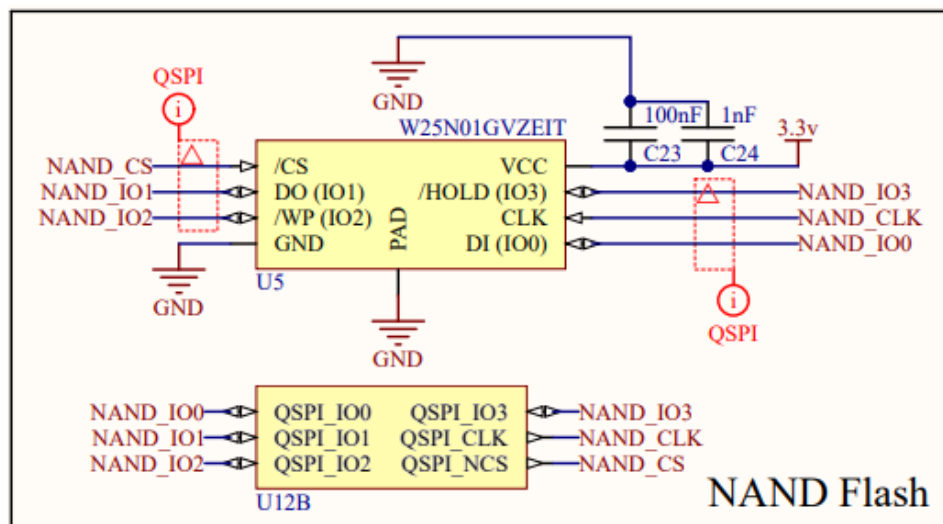 QSPI
GND
W25N01GVZEIT
100nF
1nF
C23
C24
3.3v
NAND_CS
/CS
VCC
NAND_IO1
DO (IO1)
/HOLD (IO3)
NAND_IO3
NAND_IO2
/WP (IO2)
CLK
NAND_CLK
GND
PAD
DI (IO0)
NAND_IO0
U5
GND
GND
i
i
QSPI
NAND_IO0
QSPI_IO0
QSPI_IO3
NAND_IO3
NAND_IO1
QSPI_IO1
QSPI_CLK
NAND_CLK
NAND_IO2
QSPI_IO2
QSPI_NCS
NAND_CS
U12B
NAND Flash